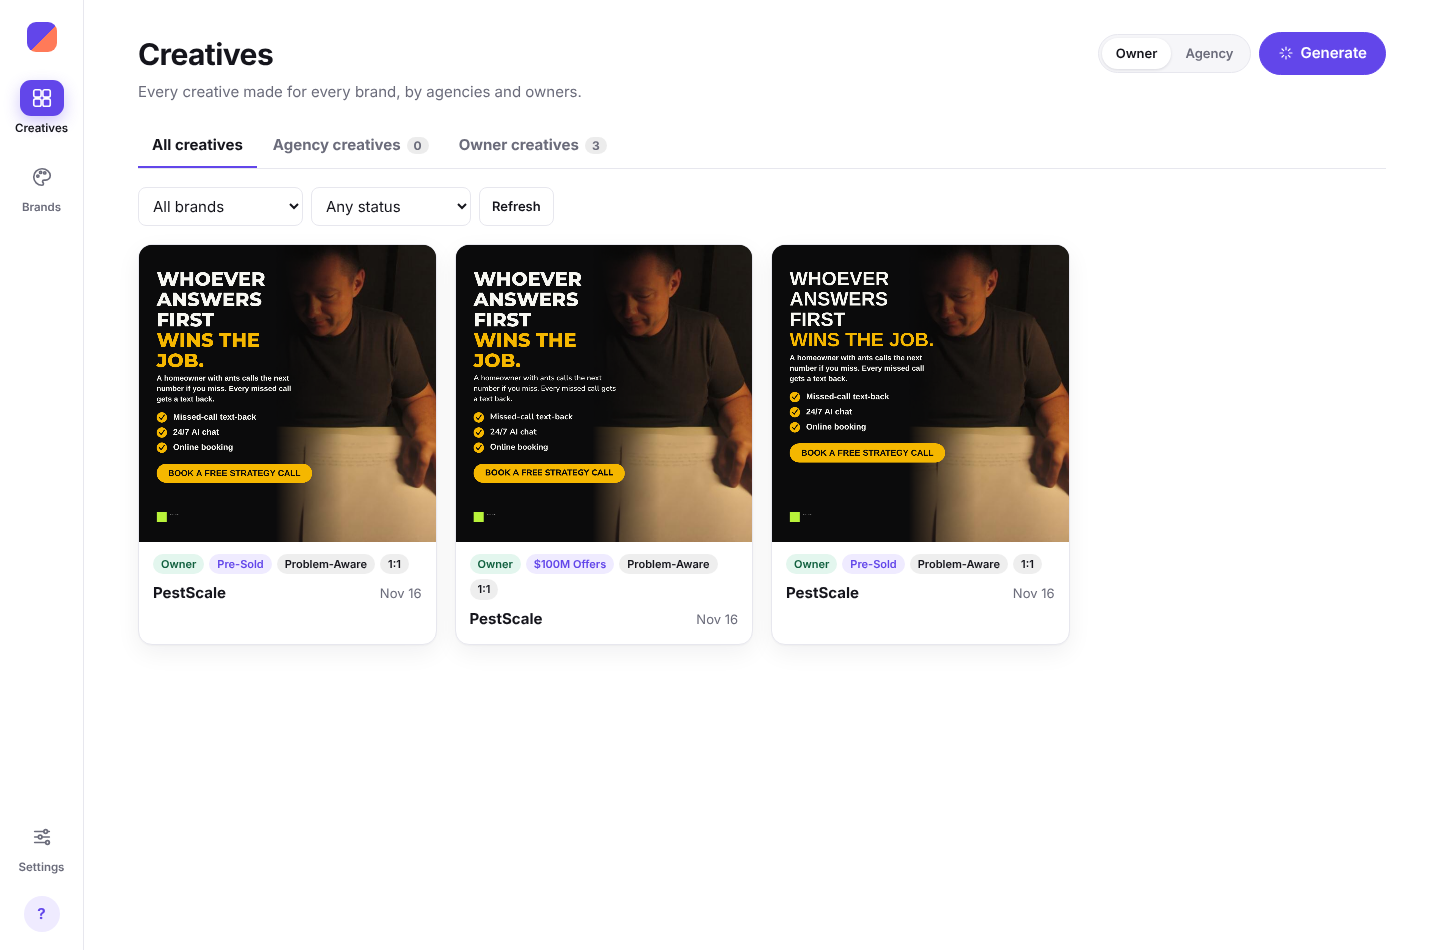 Creatives
Owner
Agency
Generate
Every creative made for every brand, by agencies and owners.
Creatives
Brands
All creatives
Agency creatives 0
Owner creatives 3
All brands
Any status
Refresh
WHOEVER
ANSWERS
FIRST
WINS THE
JOB.
A homeowner with ants calls the next
number if you miss. Every missed call
gets a text back.
Missed-call text-back
24/7 AI chat
Online booking
BOOK A FREE STRATEGY CALL
Owner
Pre-Sold
Problem-Aware
1:1
PestScale
Nov 16
WHOEVER
ANSWERS
FIRST
WINS THE
JOB.
A homeowner with ants calls the next
number if you miss. Every missed call gets
a text back.
Missed-call text-back
24/7 AI chat
Online booking
BOOK A FREE STRATEGY CALL
Owner
$100M Offers
Problem-Aware
1:1
PestScale
Nov 16
WHOEVER
ANSWERS
FIRST
WINS THE JOB.
A homeowner with ants calls the next
number if you miss. Every missed call
gets a text back.
Missed-call text-back
24/7 AI chat
Online booking
BOOK A FREE STRATEGY CALL
Owner
Pre-Sold
Problem-Aware
1:1
PestScale
Nov 16
Settings
?